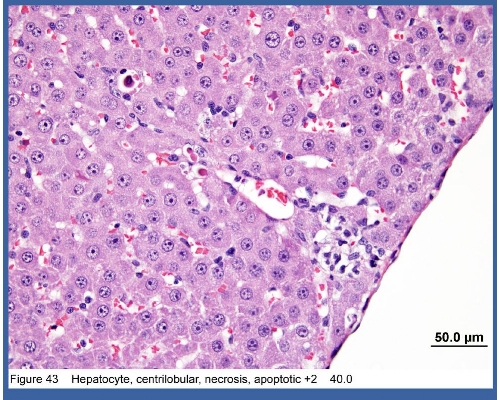 50.0 µm
Figure 43    Hepatocyte, centrilobular, necrosis, apoptotic +2    40.0